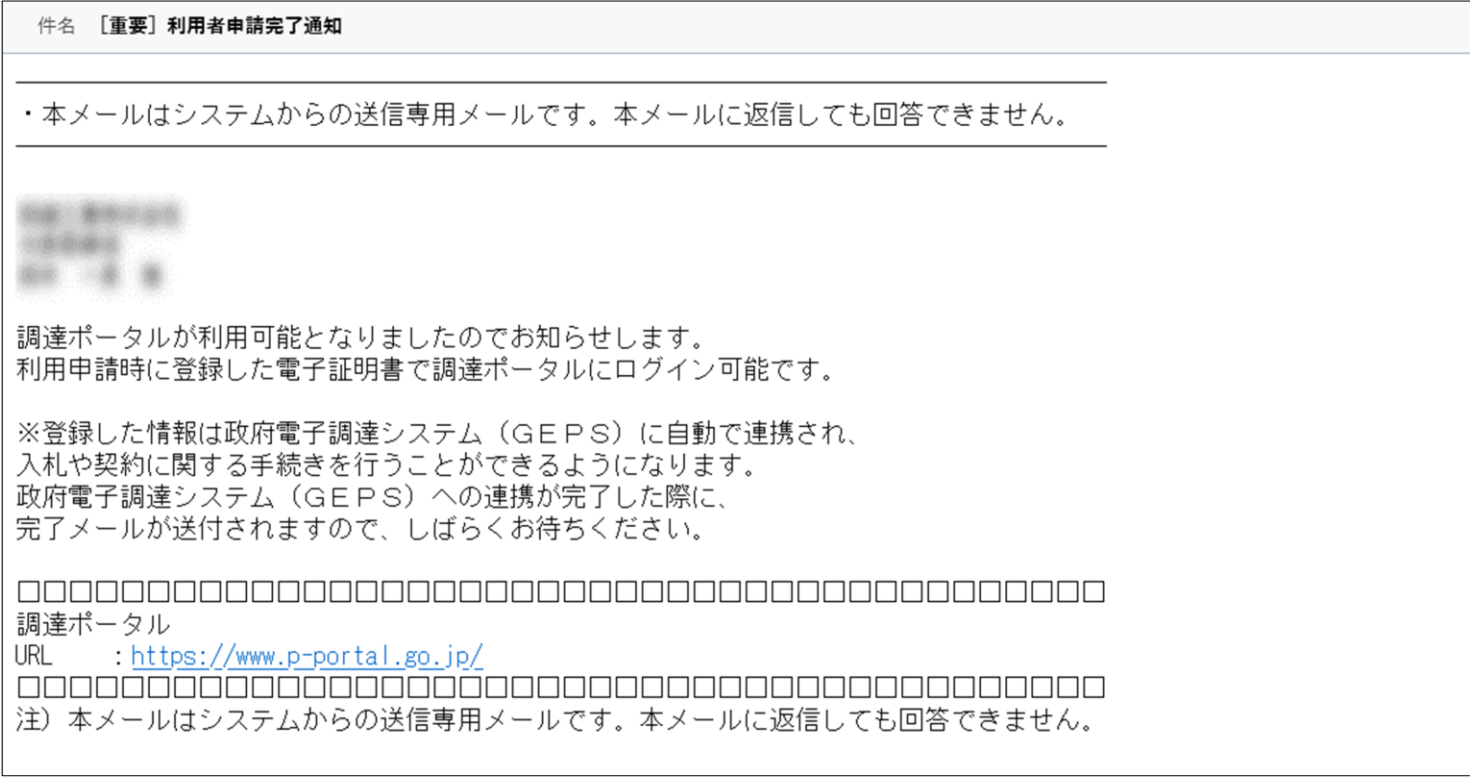 件名 [重要] 利用者申請完了通知
・本メールはシステムからの送信専用メールです。本メールに返信しても回答できません。
調達ポータルが利用可能となりましたのでお知らせします。
利用申請時に登録した電子証明書で調達ポータルにログイン可能です。
※登録した情報は政府電子調達システム（ＧＥＰＳ）に自動で連携され、
入札や契約に関する手続きを行うことができるようになります。
政府電子調達システム（ＧＥＰＳ）への連携が完了した際に、
完了メールが送付されますので、しばらくお待ちください。
□□□□□□□□□□□□□□□□□□□□□□□□□□□□□□□□□□□□□□□□□□
調達ポータル
URL　　:https://www.p-portal.go.jp/
□□□□□□□□□□□□□□□□□□□□□□□□□□□□□□□□□□□□□□□□□□
注）本メールはシステムからの送信専用メールです。本メールに返信しても回答できません。